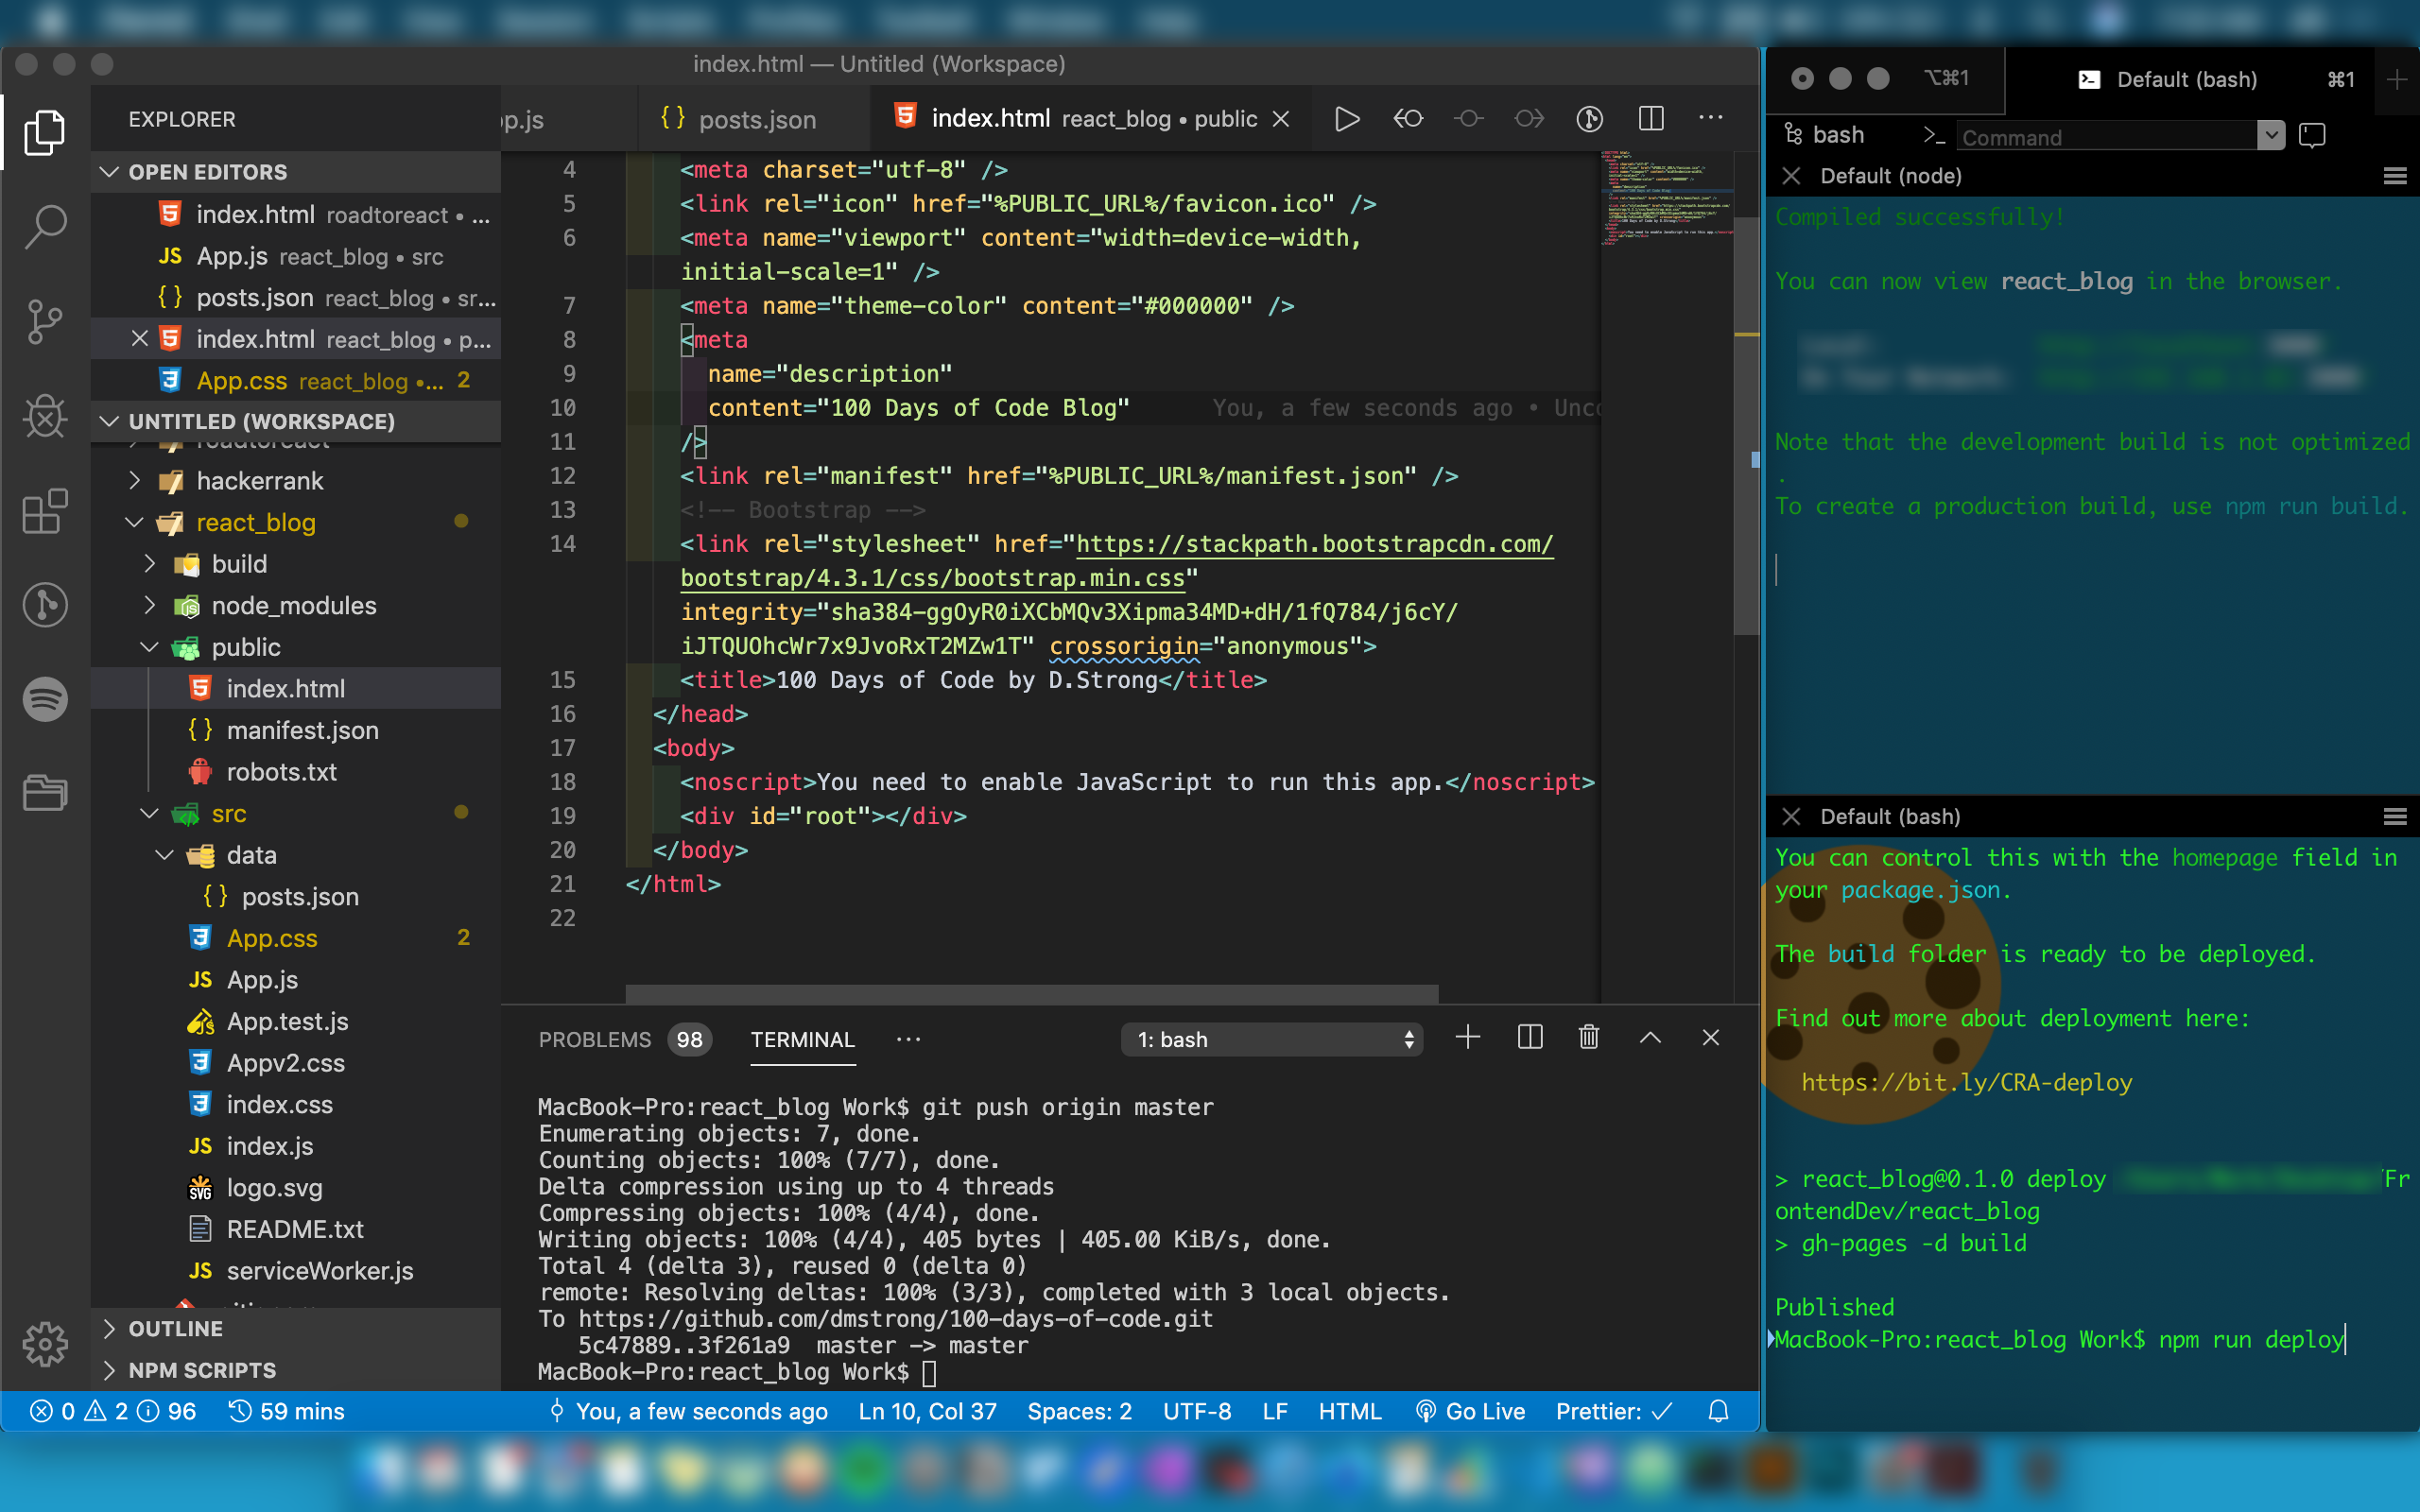 index.html — Untitled (Workspace)
EXPLORER
OPEN EDITORS
index.html roadtoreact • ...
App.js react_blog • src
posts.json react_blog • sr...
index.html react_blog • p...
App.css react_blog •... 2
UNTITLED (WORKSPACE)
roadtoreact
hackerrank
react_blog
build
node_modules
public
index.html
manifest.json
robots.txt
src
data
posts.json
App.css 2
App.js
App.test.js
Appv2.css
index.css
index.js
logo.svg
README.txt
serviceWorker.js
OUTLINE
NPM SCRIPTS
pp.js
posts.json
index.html react_blog • public
4 <meta charset="utf-8" />
5 <link rel="icon" href="%PUBLIC_URL%/favicon.ico" />
6 <meta name="viewport" content="width=device-width,
initial-scale=1" />
7 <meta name="theme-color" content="#000000" />
8 <meta
9 name="description"
10 content="100 Days of Code Blog" You, a few seconds ago • Unco
11 />
12 <link rel="manifest" href="%PUBLIC_URL%/manifest.json" />
13 <!-- Bootstrap -->
14 <link rel="stylesheet" href="https://stackpath.bootstrapcdn.com/
bootstrap/4.3.1/css/bootstrap.min.css"
integrity="sha384-ggOyR0iXCbMQv3Xipma34MD+dH/1fQ784/j6cY/
iJTQUOhcWr7x9JvoRxT2MZw1T" crossorigin="anonymous">
15 <title>100 Days of Code by D.Strong</title>
16 </head>
17 <body>
18 <noscript>You need to enable JavaScript to run this app.</noscript>
19 <div id="root"></div>
20 </body>
21 </html>
22
PROBLEMS 98 TERMINAL ... 1: bash
MacBook-Pro:react_blog Work$ git push origin master
Enumerating objects: 7, done.
Counting objects: 100% (7/7), done.
Delta compression using up to 4 threads
Compressing objects: 100% (4/4), done.
Writing objects: 100% (4/4), 405 bytes | 405.00 KiB/s, done.
Total 4 (delta 3), reused 0 (delta 0)
remote: Resolving deltas: 100% (3/3), completed with 3 local objects.
To https://github.com/dmstrong/100-days-of-code.git
5c47889..3f261a9 master -> master
MacBook-Pro:react_blog Work$
0 2 96 59 mins You, a few seconds ago Ln 10, Col 37 Spaces: 2 UTF-8 LF HTML Go Live Prettier: ✓
⌥⌘1 Default (bash) ⌘1
bash Command
Default (node)
Compiled successfully!
You can now view react_blog in the browser.
Note that the development build is not optimized
.
To create a production build, use npm run build.
Default (bash)
You can control this with the homepage field in
your package.json.
The build folder is ready to be deployed.
Find out more about deployment here:
https://bit.ly/CRA-deploy
> react_blog@0.1.0 deploy /Fr
ontendDev/react_blog
> gh-pages -d build
Published
MacBook-Pro:react_blog Work$ npm run deploy